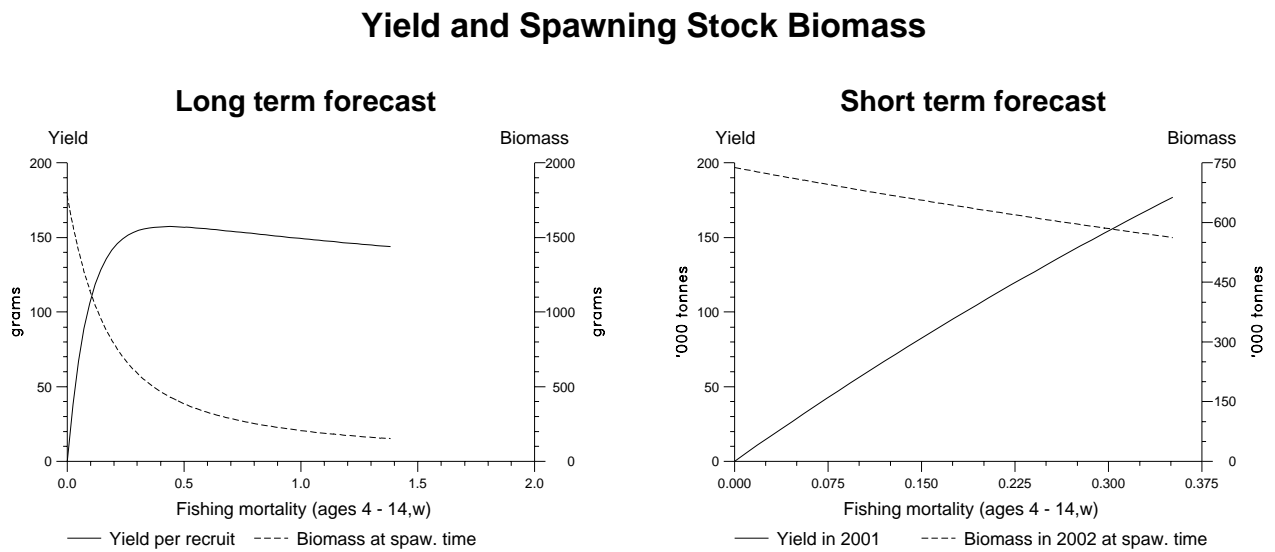 Yield and Spawning Stock Biomass
Long term forecast
Yield
Biomass
200
150
100
50
0
grams
2000
1500
1000
500
0
grams
0.0 0.5 1.0 1.5 2.0
Fishing mortality (ages 4 - 14,w)
Yield per recruit Biomass at spaw. time
Short term forecast
Yield
Biomass
200
150
100
50
0
'000 tonnes
750
600
450
300
150
0
'000 tonnes
0.000 0.075 0.150 0.225 0.300 0.375
Fishing mortality (ages 4 - 14,w)
Yield in 2001 Biomass in 2002 at spaw. time